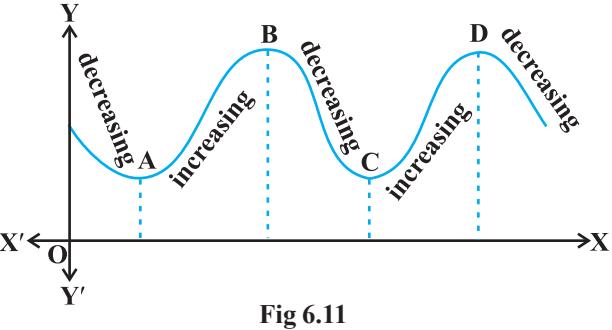 Y
B
D
decreasing
increasing
decreasing
increasing
decreasing
A
C
X′
O
X
Y′
Fig 6.11